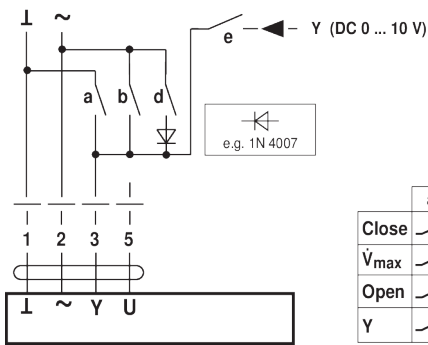 ⊥ ~
e Y (DC 0 ... 10 V)
a b d
e.g. 1N 4007
1 2 3 5
⊥ ~ Y U
Close
V̇max
Open
Y